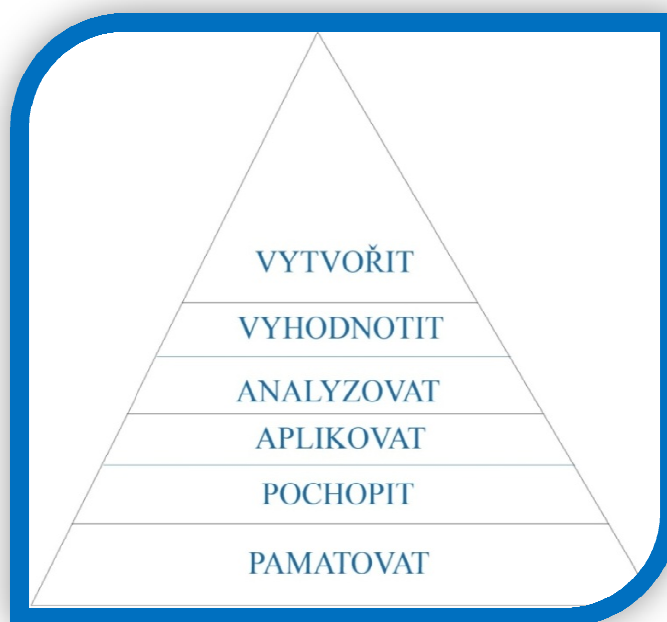 VYTVOŘIT
VYHODNOTIT
ANALYZOVAT
APLIKOVAT
POCHOPIT
PAMATOVAT